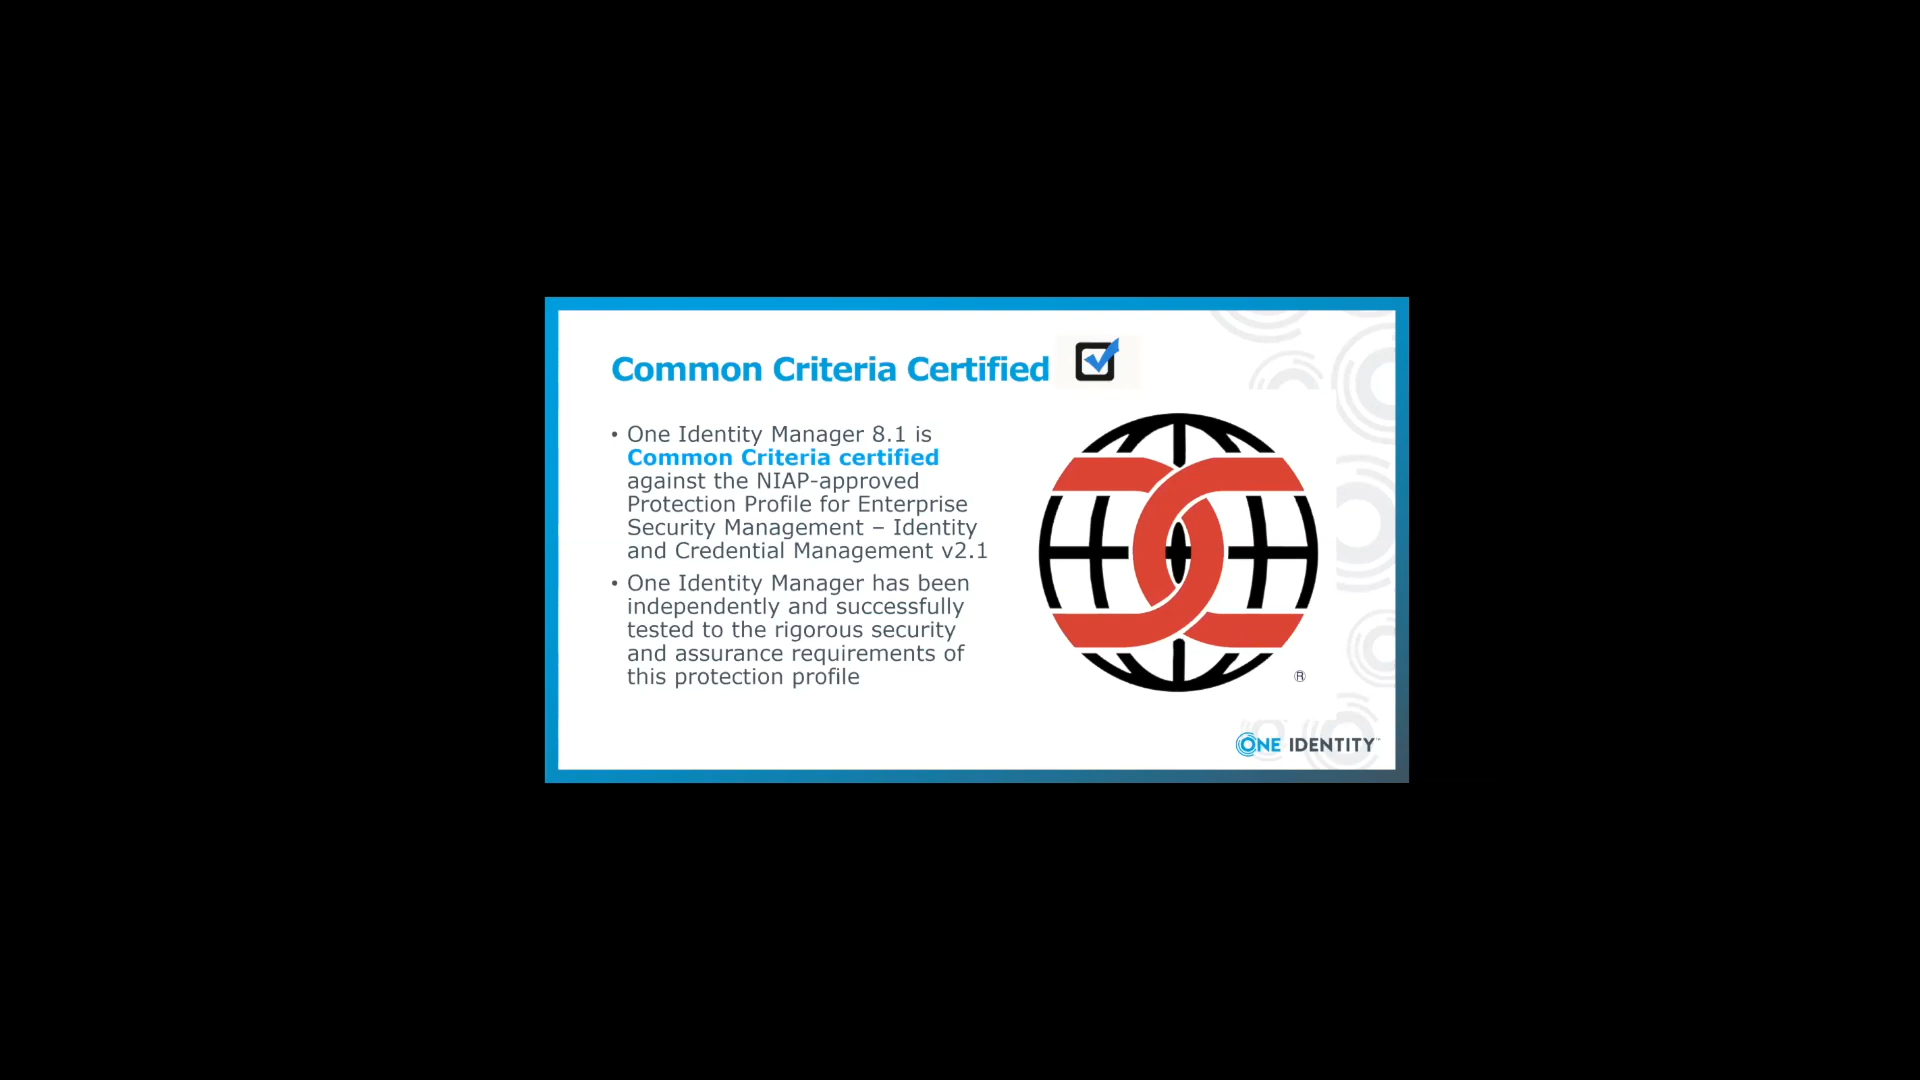 Common Criteria Certified
• One Identity Manager 8.1 is
Common Criteria certified
against the NIAP-approved
Protection Profile for Enterprise
Security Management – Identity
and Credential Management v2.1
• One Identity Manager has been
independently and successfully
tested to the rigorous security
and assurance requirements of
this protection profile
®
ONE IDENTITY™